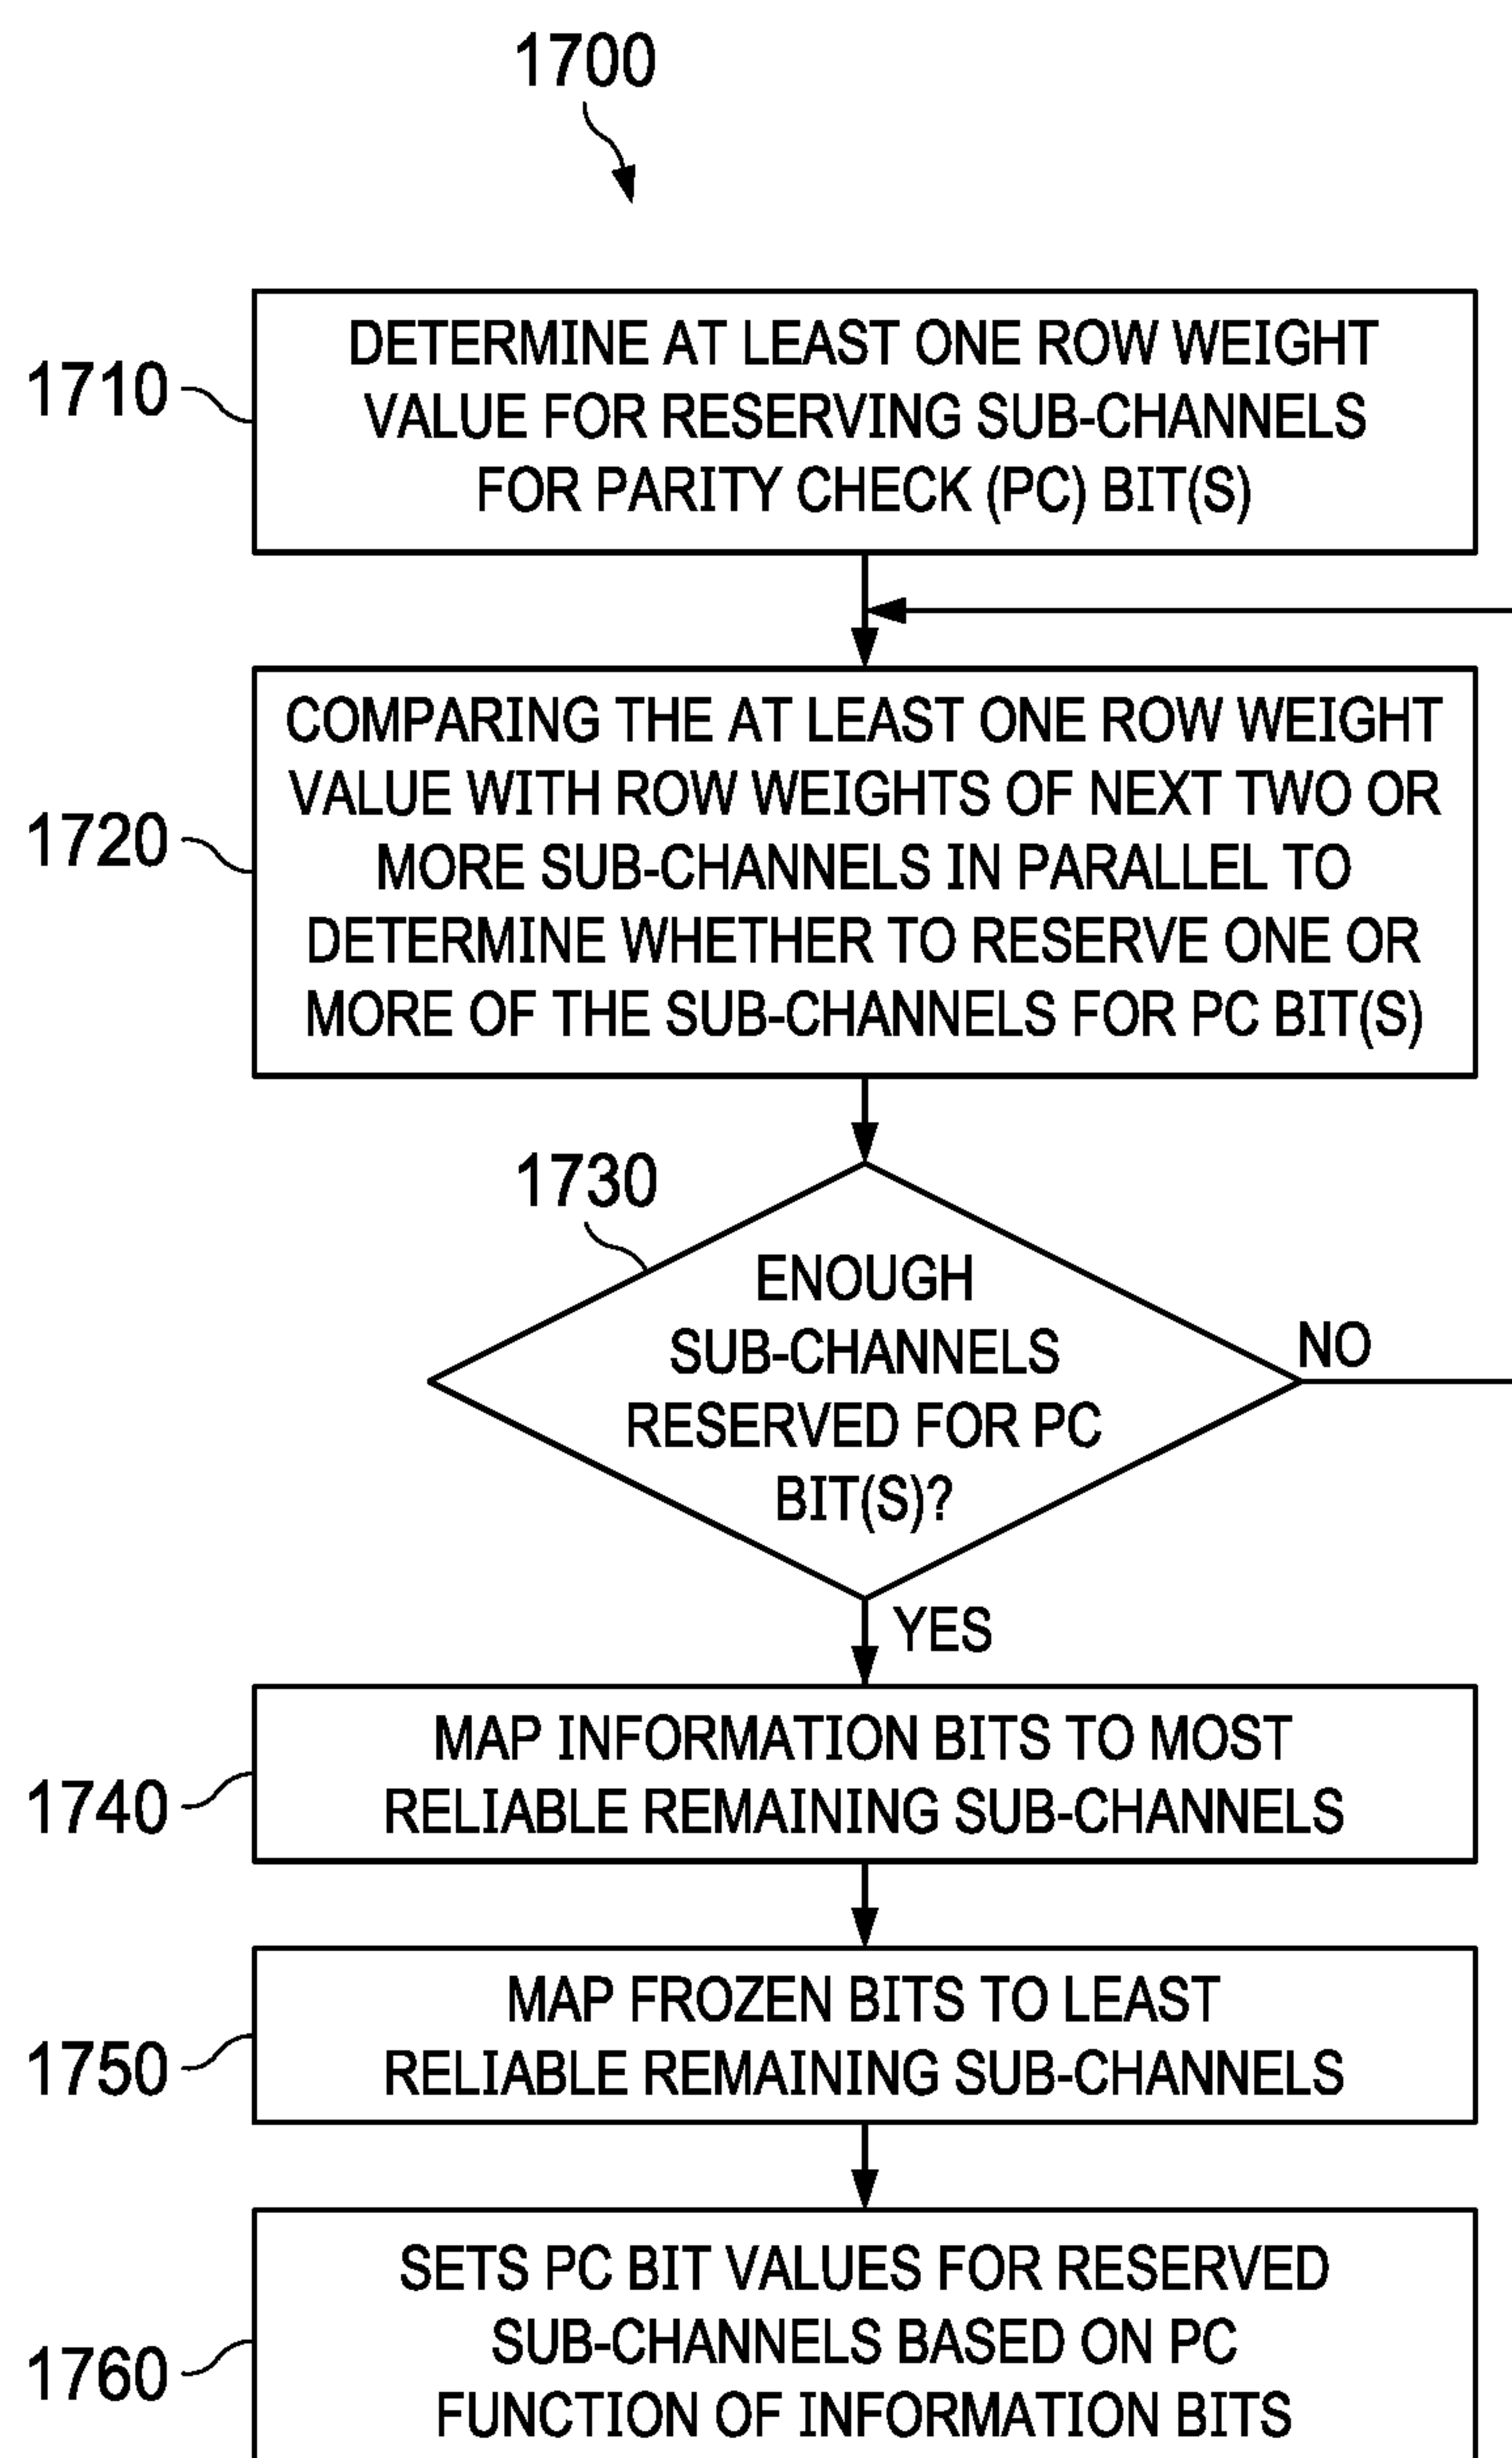 1700
1710
DETERMINE AT LEAST ONE ROW WEIGHT
VALUE FOR RESERVING SUB-CHANNELS
FOR PARITY CHECK (PC) BIT(S)
1720
COMPARING THE AT LEAST ONE ROW WEIGHT
VALUE WITH ROW WEIGHTS OF NEXT TWO OR
MORE SUB-CHANNELS IN PARALLEL TO
DETERMINE WHETHER TO RESERVE ONE OR
MORE OF THE SUB-CHANNELS FOR PC BIT(S)
1730
ENOUGH
SUB-CHANNELS
RESERVED FOR PC
BIT(S)?
NO
YES
1740
MAP INFORMATION BITS TO MOST
RELIABLE REMAINING SUB-CHANNELS
1750
MAP FROZEN BITS TO LEAST
RELIABLE REMAINING SUB-CHANNELS
1760
SETS PC BIT VALUES FOR RESERVED
SUB-CHANNELS BASED ON PC
FUNCTION OF INFORMATION BITS